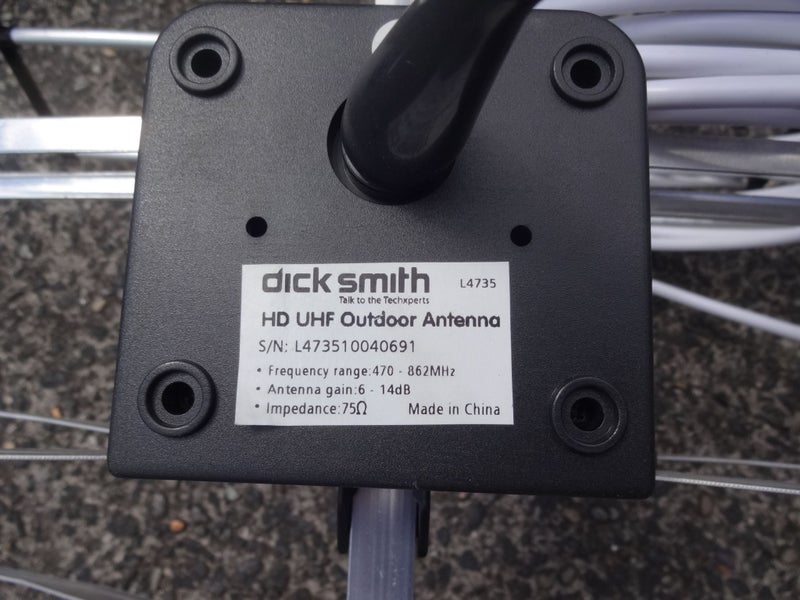 dick smith L4735
Talk to the Techxperts
HD UHF Outdoor Antenna
S/N: L473510040691
• Frequency range:470 - 862MHz
• Antenna gain:6 - 14dB
• Impedance:75Ω Made in China